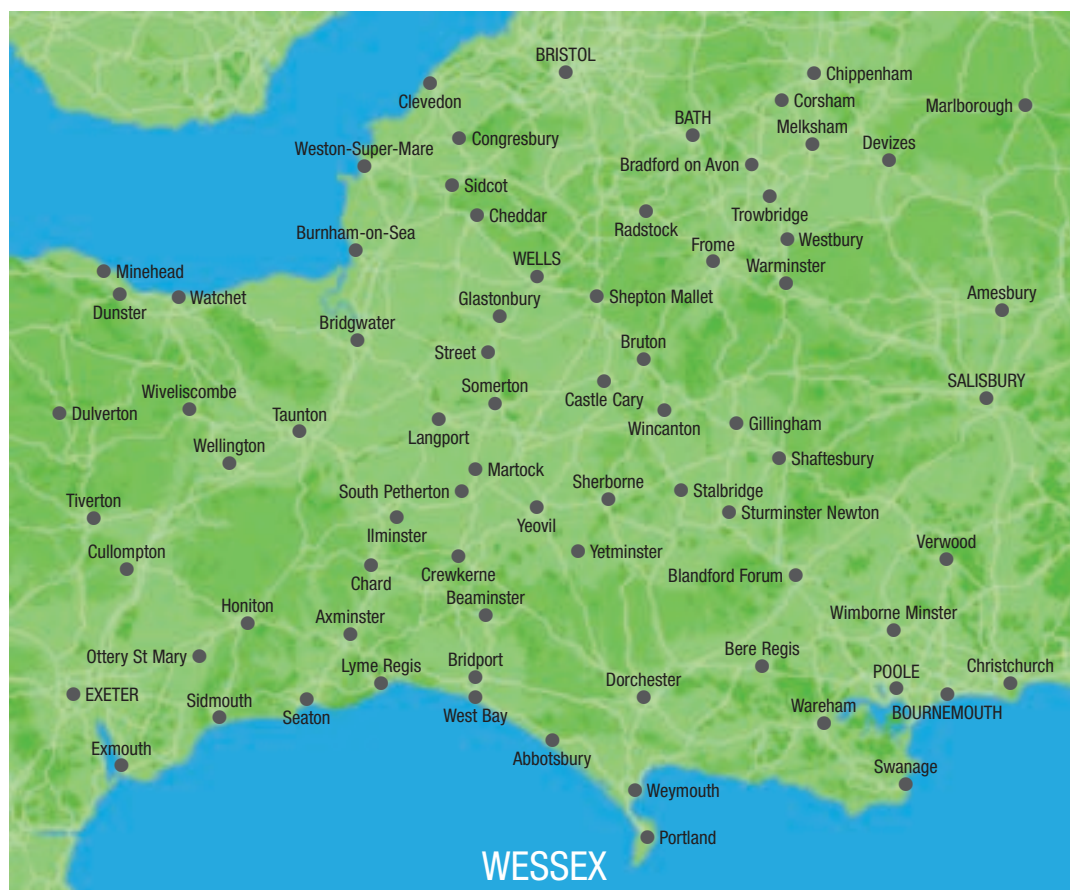 BRISTOL
Chippenham
Clevedon
Corsham
Marlborough
BATH
Melksham
Congresbury
Devizes
Weston-Super-Mare
Bradford on Avon
Sidcot
Cheddar
Radstock
Trowbridge
Burnham-on-Sea
Frome
Westbury
WELLS
Warminster
Minehead
Dunster
Watchet
Glastonbury
Shepton Mallet
Amesbury
Bridgwater
Bruton
Street
Somerton
Castle Cary
SALISBURY
Wiveliscombe
Dulverton
Taunton
Langport
Wincanton
Gillingham
Wellington
Shaftesbury
Martock
Sherborne
South Petherton
Stalbridge
Tiverton
Ilminster
Yeovil
Sturminster Newton
Cullompton
Yetminster
Verwood
Chard
Crewkerne
Blandford Forum
Beaminster
Honiton
Axminster
Wimborne Minster
Ottery St Mary
Lyme Regis
Bridport
Bere Regis
Christchurch
POOLE
EXETER
Dorchester
Sidmouth
Seaton
West Bay
Wareham
BOURNEMOUTH
Exmouth
Abbotsbury
Swanage
Weymouth
Portland
WESSEX